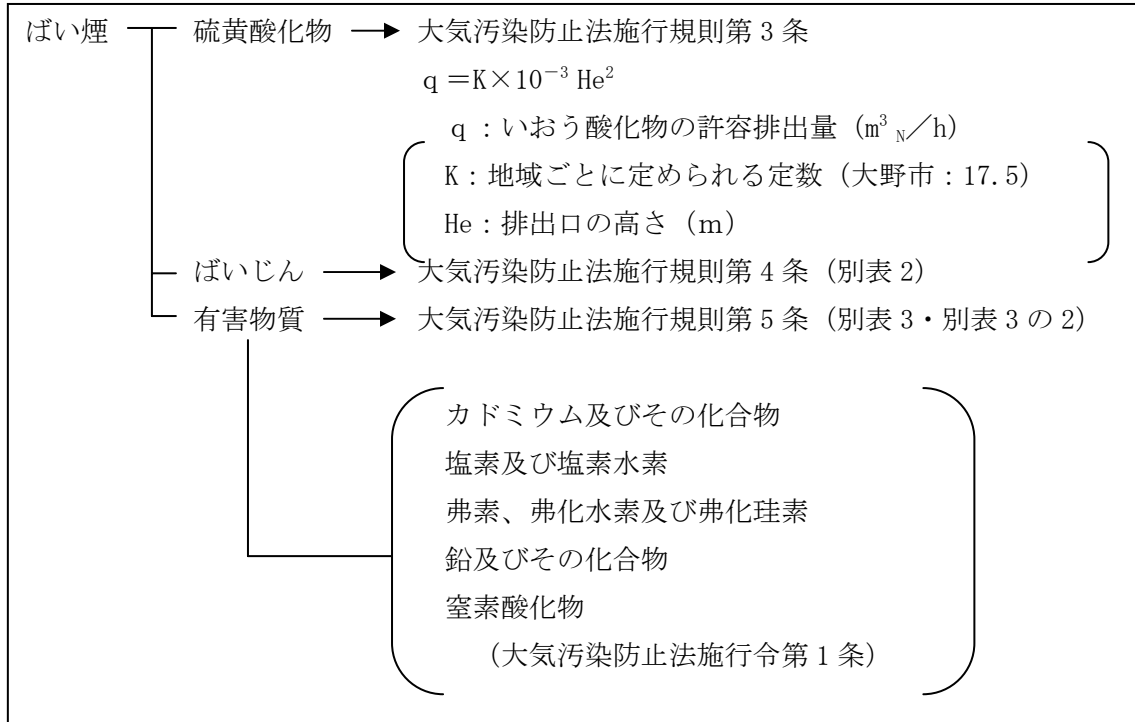 ばい煙 硫黄酸化物 → 大気汚染防止法施行規則第3条
q=K×10⁻³ He²
q:いおう酸化物の許容排出量(m³N/h)
K:地域ごとに定められる定数(大野市:17.5)
He:排出口の高さ(m)
ばいじん → 大気汚染防止法施行規則第4条(別表2)
有害物質 → 大気汚染防止法施行規則第5条(別表3・別表3の2)
カドミウム及びその化合物
塩素及び塩素水素
弗素、弗化水素及び弗化珪素
鉛及びその化合物
窒素酸化物
(大気汚染防止法施行令第1条)